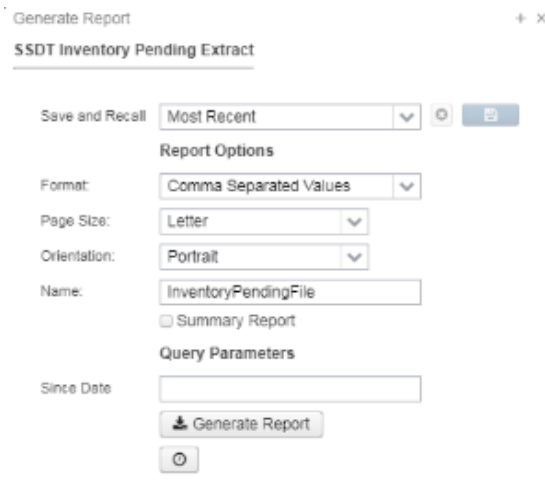 Generate Report
SSDT Inventory Pending Extract
Save and Recall Most Recent
Report Options
Format: Comma Separated Values
Page Size: Letter
Orientation: Portrait
Name: InventoryPendingFile
Summary Report
Query Parameters
Since Date
Generate Report